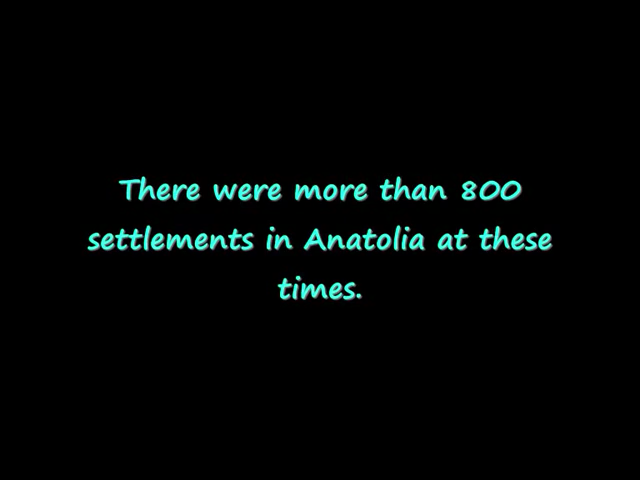 There were more than 800
settlements in Anatolia at these
times.